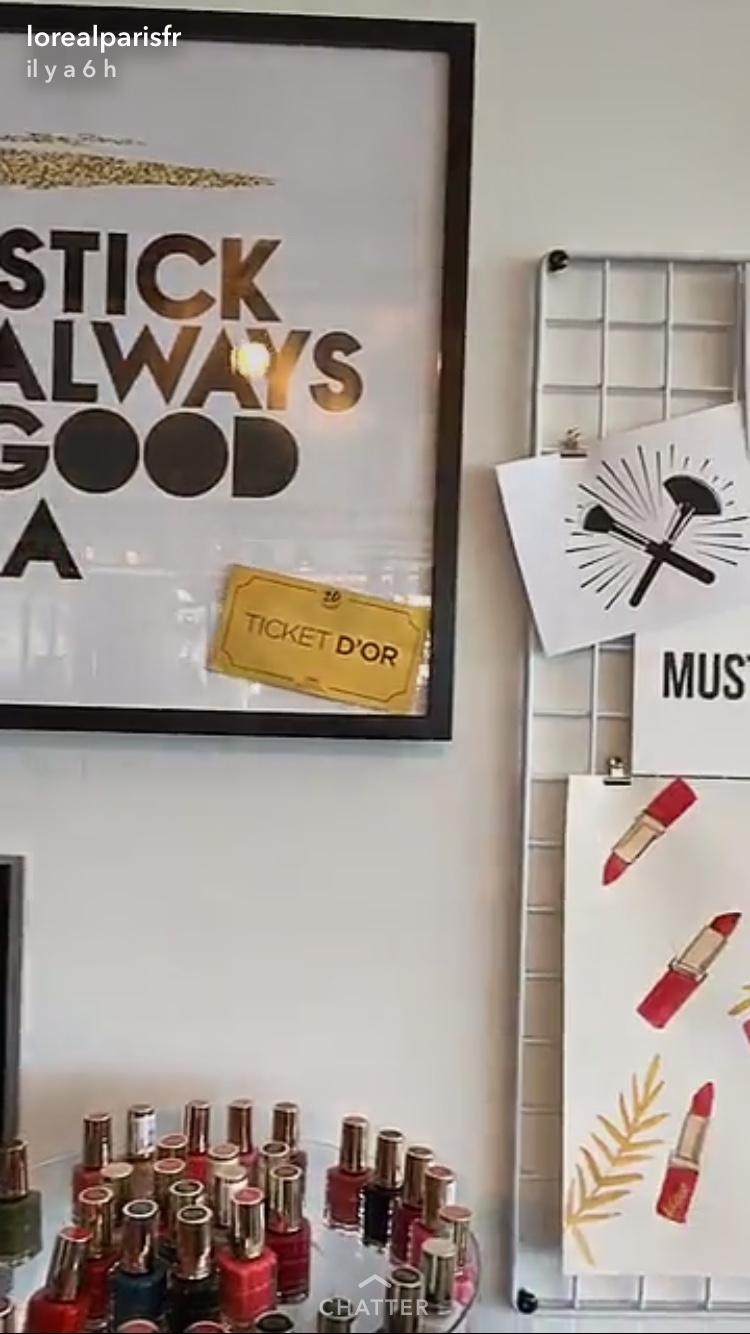 lorealparisfr
il y a 6 h
STICK
ALWAYS
GOOD
A
TICKET D'OR
MUST
CHATTER